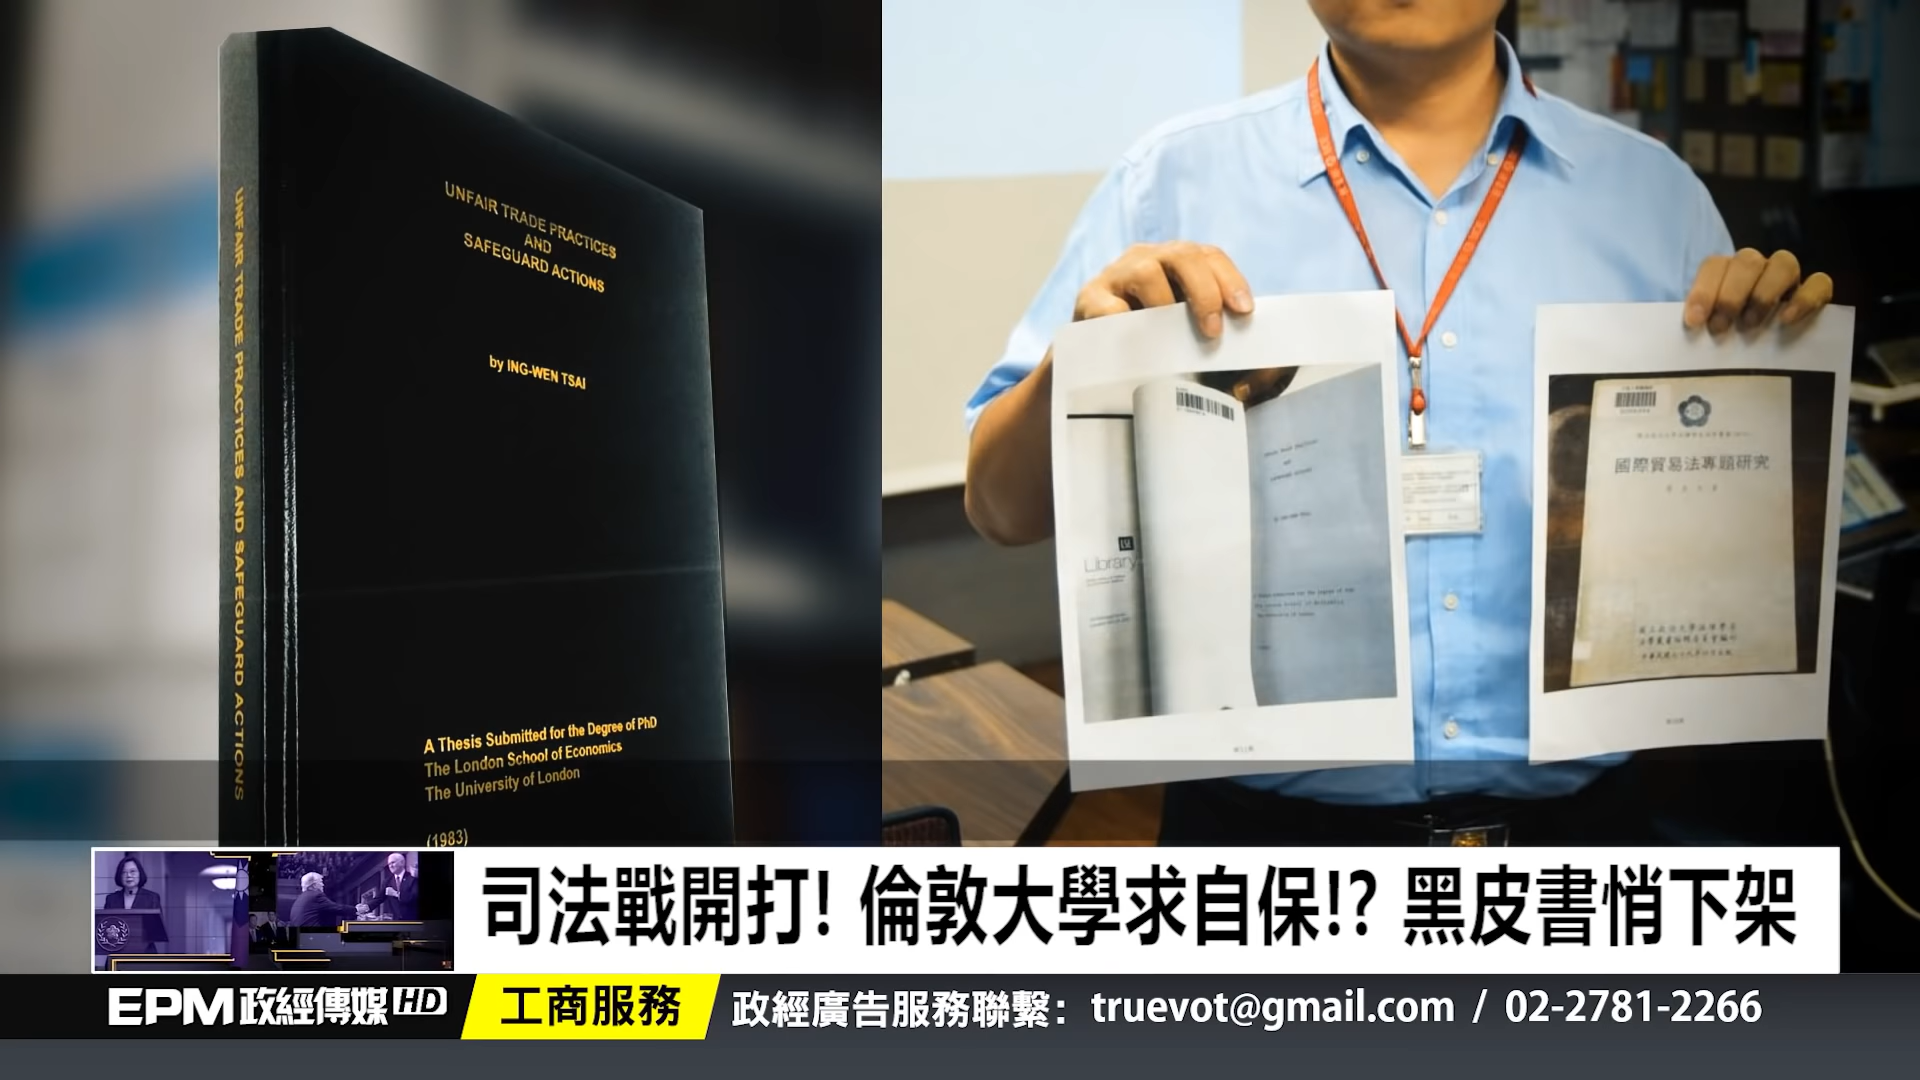 UNFAIR TRADE PRACTICES AND SAFEGUARD ACTIONS
UNFAIR TRADE PRACTICES
AND
SAFEGUARD ACTIONS
by ING-WEN TSAI
A Thesis Submitted for the Degree of PhD
The London School of Economics
The University of London
(1983)
LSE
Library
國際貿易法專題研究
司法戰開打! 倫敦大學求自保!? 黑皮書悄下架
EPM政經傳媒HD
工商服務
政經廣告服務聯繫：truevot@gmail.com / 02-2781-2266